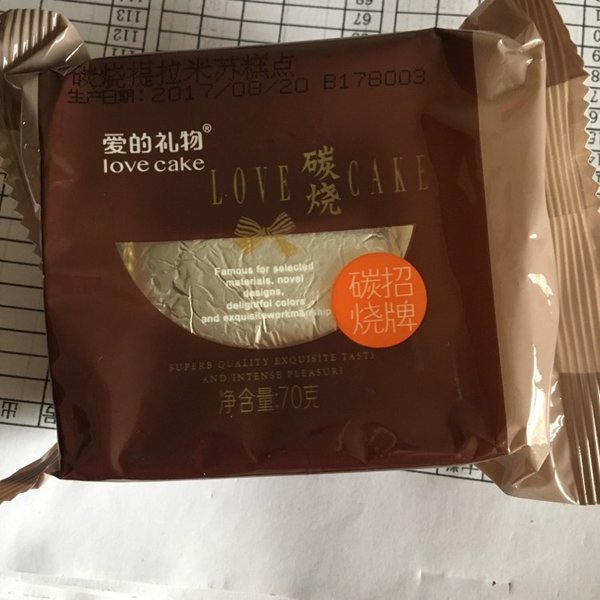 碳烧提拉米苏糕点
生产日期:2017/08/20 B178003
爱的礼物®
love cake
LOVE 碳烧 CAKE
Famous for selected
materials, novel
designs,
delightful colors
and exquisiteworkmanship
碳招
烧牌
SUPERB QUALITY EXQUISITE TASTE
AND INTENSE PLEASURE
净含量:70克